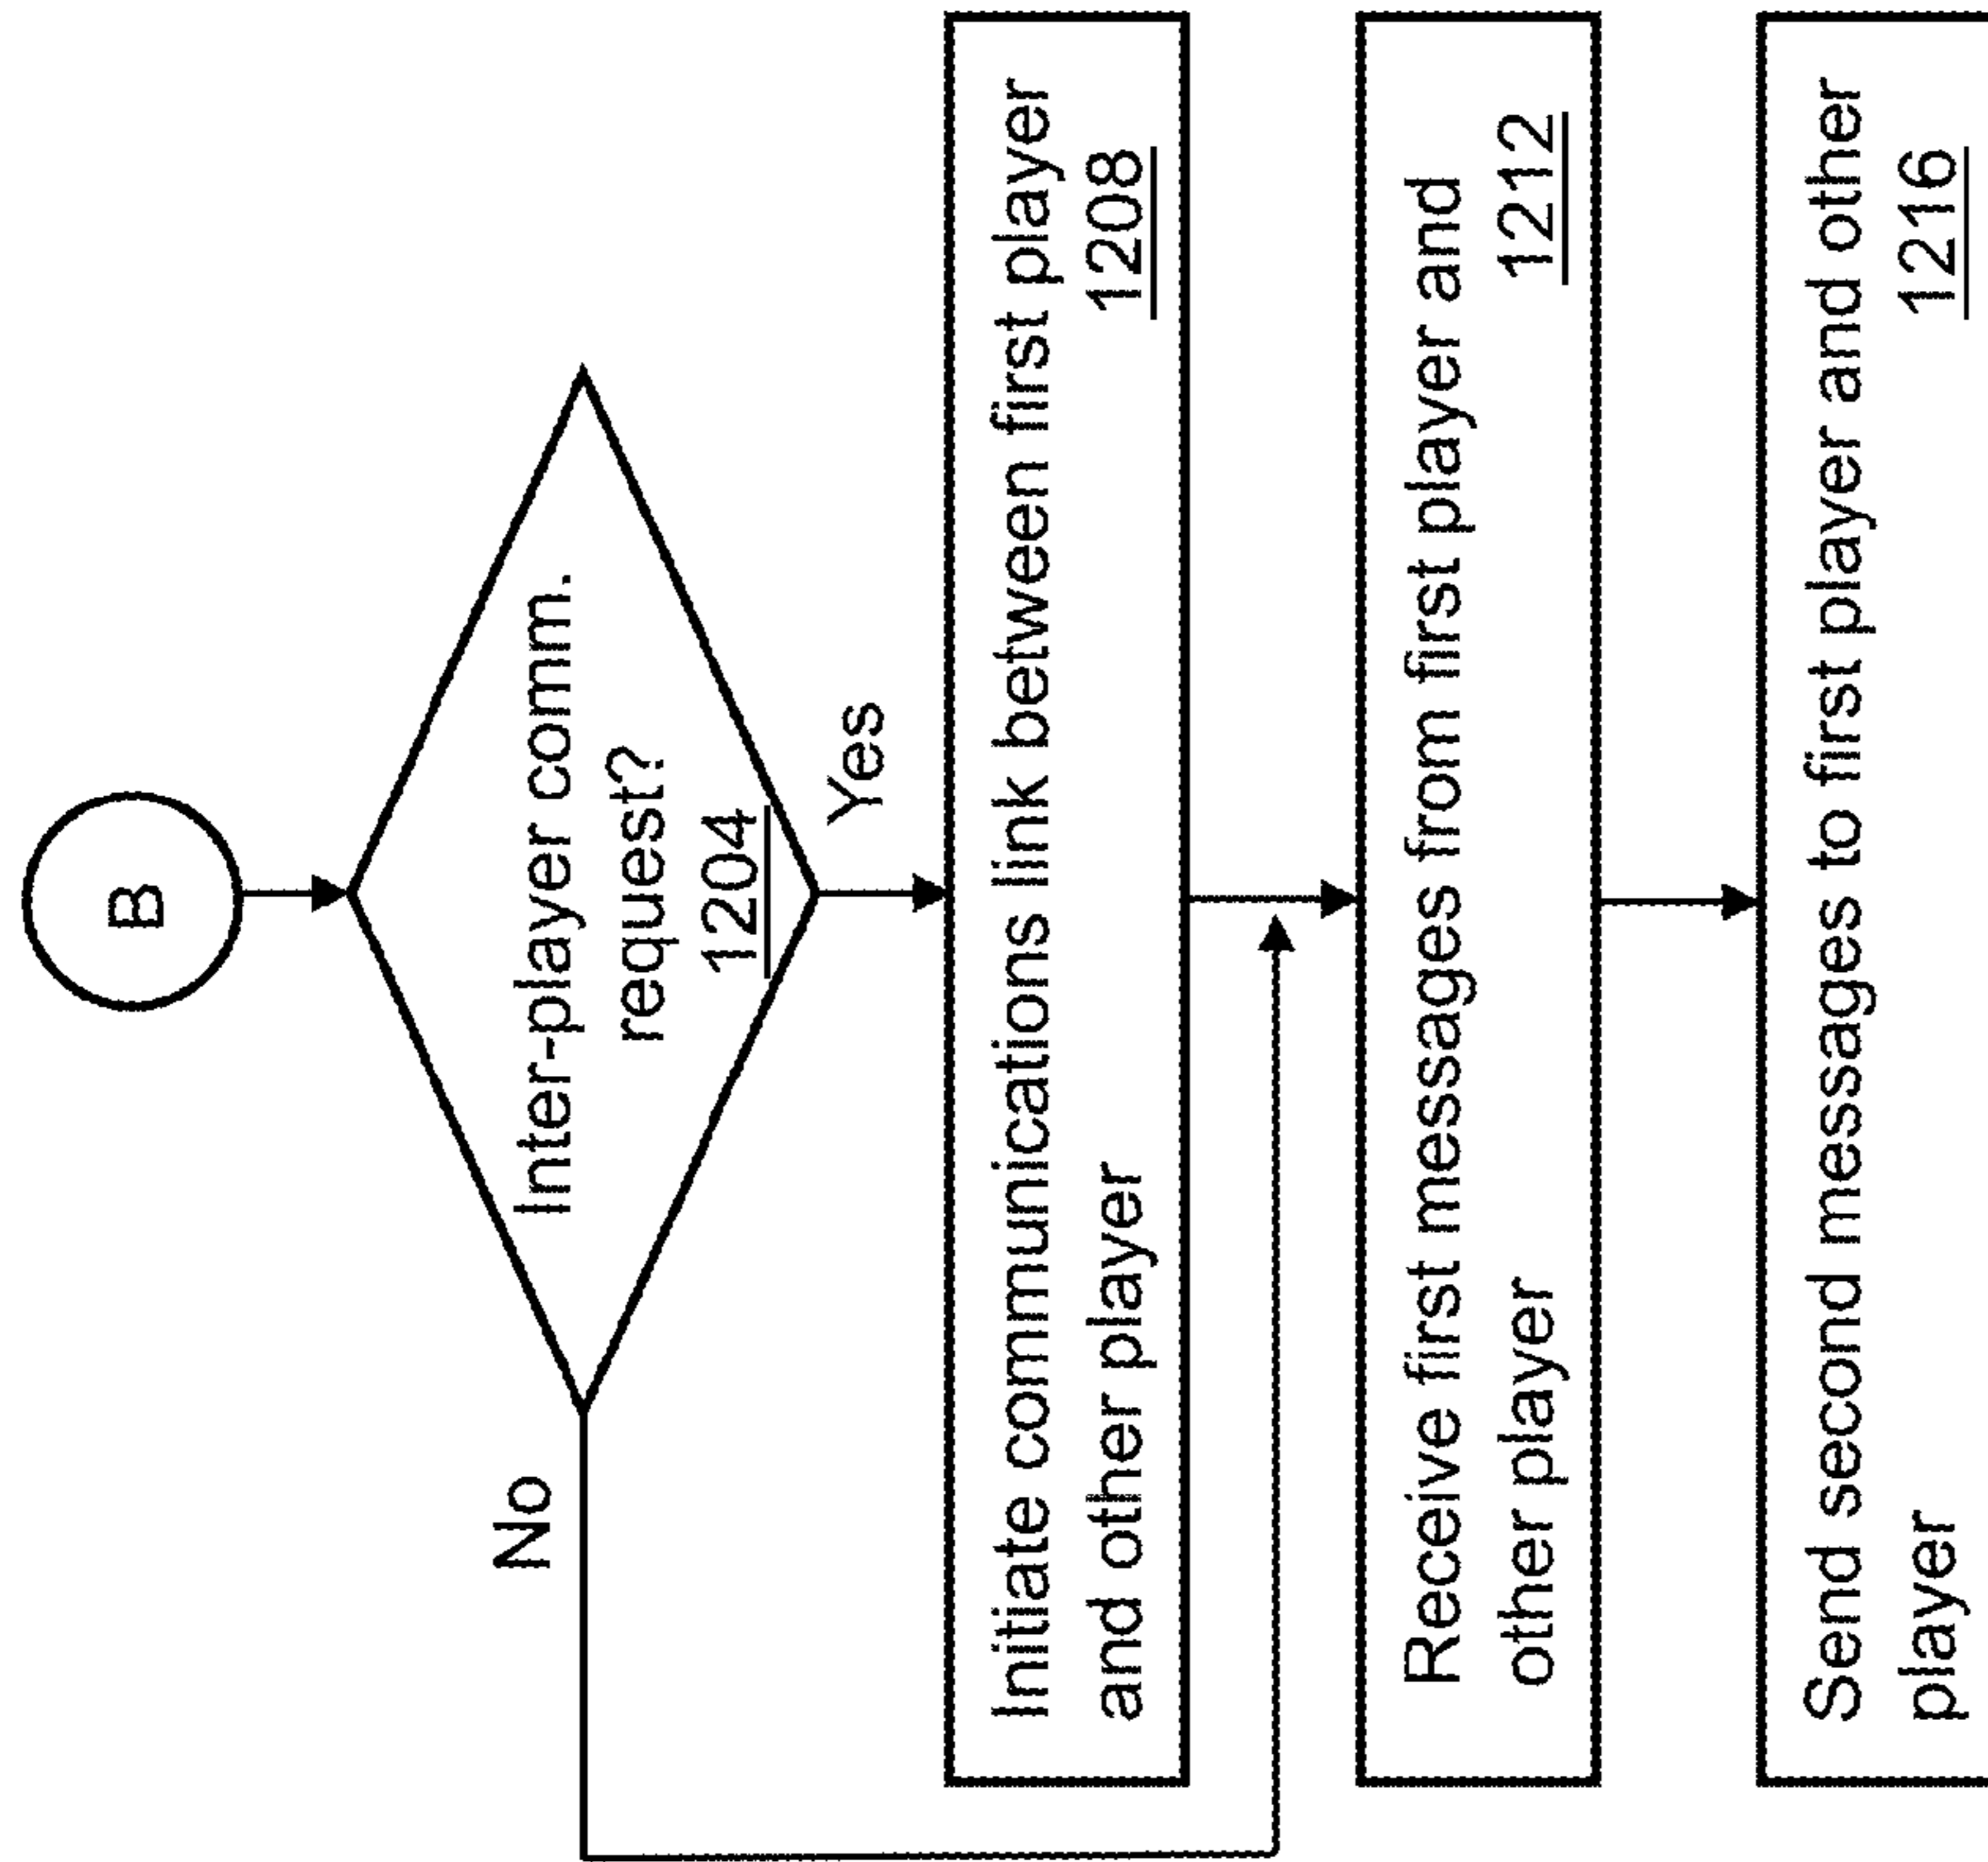 B
Inter-player comm.
request?
1204
Yes
No
Initiate communications link between first player
and other player 1208
Receive first messages from first player and
other player 1212
Send second messages to first player and other
player 1216